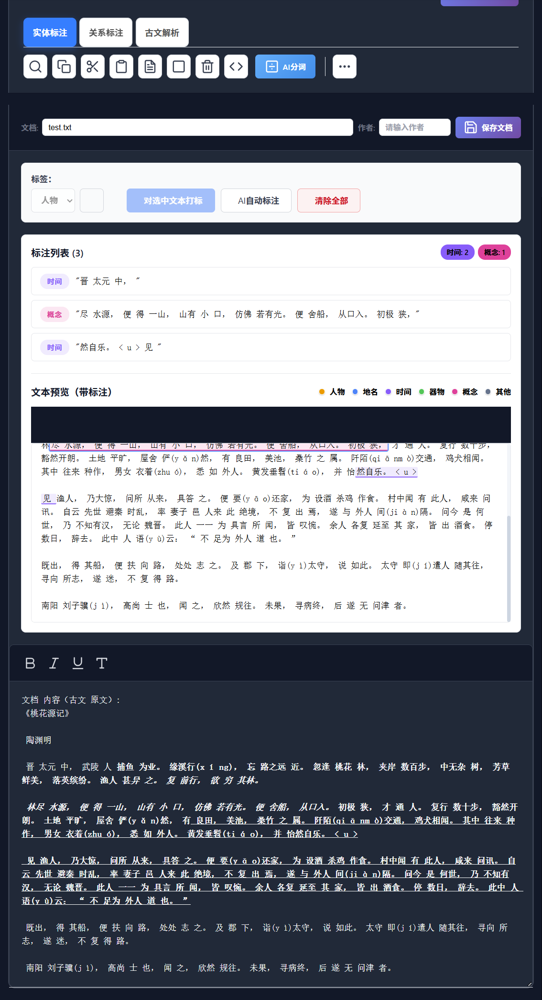 实体标注 关系标注 古文解析
AI分词
文档: test.txt 作者: 请输入作者 保存文档
标签：
人物 对选中文本打标 AI自动标注 清除全部
标注列表 (3) 时间: 2 概念: 1
时间 "晋 太元 中， "
概念 "尽 水源， 便 得 一山， 山有 小 口， 仿佛 若有光。 便 舍船， 从口入。 初极 狭，"
时间 "然自乐。 < u > 见 "
文本预览（带标注） 人物 地名 时间 器物 概念 其他
林尽 水源， 便 得 一山， 山有 小 口， 仿佛 若有光。 便 舍船， 从口入。 初极 狭， 才 通 人。 复行 数十步，
豁然开朗。 土地 平旷， 屋舍 俨(y ǎ n)然， 有 良田， 美池， 桑竹 之 属。 阡陌(qi ā nm ò)交通， 鸡犬相闻。
其中 往来 种作， 男女 衣着(zhu ó)， 悉 如 外人。 黄发垂髫(ti á o)， 并 怡然自乐。 < u >
见 渔人， 乃大惊， 问所 从来， 具答 之。 便 要(y ā o)还家， 为 设酒 杀鸡 作食。 村中闻 有 此人， 咸来 问
讯。 自云 先世 避秦 时乱， 率 妻子 邑 人来 此 绝境， 不 复 出 焉， 遂 与 外人 间(ji à n)隔。 问今 是 何
世， 乃 不知有汉， 无论 魏晋。 此人 一一 为 具言 所 闻， 皆 叹惋。 余人 各复 延至 其 家， 皆 出 酒食。 停
数日， 辞去。 此中 人 语(y ù)云： “ 不 足为 外人 道 也。 ”
既出， 得 其船， 便 扶 向 路， 处处 志 之。 及 郡 下， 诣(y ì)太守， 说 如此。 太守 即(j í)遣人 随其往，
寻向 所志， 遂 迷， 不 复 得 路。
南阳 刘子骥(j ì)， 高尚 士 也， 闻 之， 欣然 规往。 未果， 寻病终， 后 遂 无 问津 者。
B I U T
文档 内容（古文 原文）:
《桃花源记》
陶渊明
晋 太元 中， 武陵 人 捕鱼 为业。 缘溪行(x í ng)， 忘 路之远 近。 忽逢 桃花 林， 夹岸 数百步， 中无杂 树， 芳草
鲜美， 落英缤纷。 渔人 甚异 之。 复 前行， 欲 穷 其林。
林尽 水源， 便 得 一山， 山有 小 口， 仿佛 若有光。 便 舍船， 从口入。 初极 狭， 才 通 人。 复行 数十步， 豁然开
朗。 土地 平旷， 屋舍 俨(y ǎ n)然， 有 良田， 美池， 桑竹 之 属。 阡陌(qi ā nm ò)交通， 鸡犬相闻。 其中 往来 种
作， 男女 衣着(zhu ó)， 悉 如 外人。 黄发垂髫(ti á o)， 并 怡然自乐。 < u >
见 渔人， 乃大惊， 问所 从来， 具答 之。 便 要(y ā o)还家， 为 设酒 杀鸡 作食。 村中闻 有 此人， 咸来 问讯。 自
云 先世 避秦 时乱， 率 妻子 邑 人来 此 绝境， 不 复 出 焉， 遂 与 外人 间(ji à n)隔。 问今 是 何世， 乃 不知有
汉， 无论 魏晋。 此人 一一 为 具言 所 闻， 皆 叹惋。 余人 各复 延至 其 家， 皆 出 酒食。 停 数日， 辞去。 此中 人
语(y ù)云： “ 不 足为 外人 道 也。 ”
既出， 得 其船， 便 扶 向 路， 处处 志 之。 及 郡 下， 诣(y ì)太守， 说 如此。 太守 即(j í)遣人 随其往， 寻向 所
志， 遂 迷， 不 复 得 路。
南阳 刘子骥(j ì)， 高尚 士 也， 闻 之， 欣然 规往。 未果， 寻病终， 后 遂 无 问津 者。